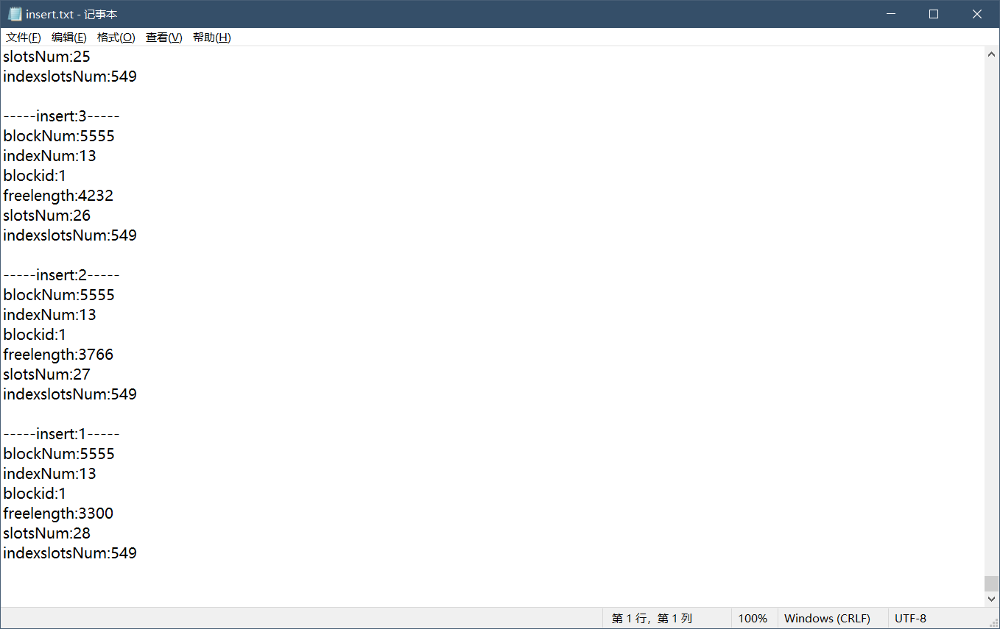 insert.txt - 记事本
文件(F) 编辑(E) 格式(O) 查看(V) 帮助(H)
slotsNum:25
indexslotsNum:549
-----insert:3-----
blockNum:5555
indexNum:13
blockid:1
freelength:4232
slotsNum:26
indexslotsNum:549
-----insert:2-----
blockNum:5555
indexNum:13
blockid:1
freelength:3766
slotsNum:27
indexslotsNum:549
-----insert:1-----
blockNum:5555
indexNum:13
blockid:1
freelength:3300
slotsNum:28
indexslotsNum:549
第 1 行，第 1 列 100% Windows (CRLF) UTF-8